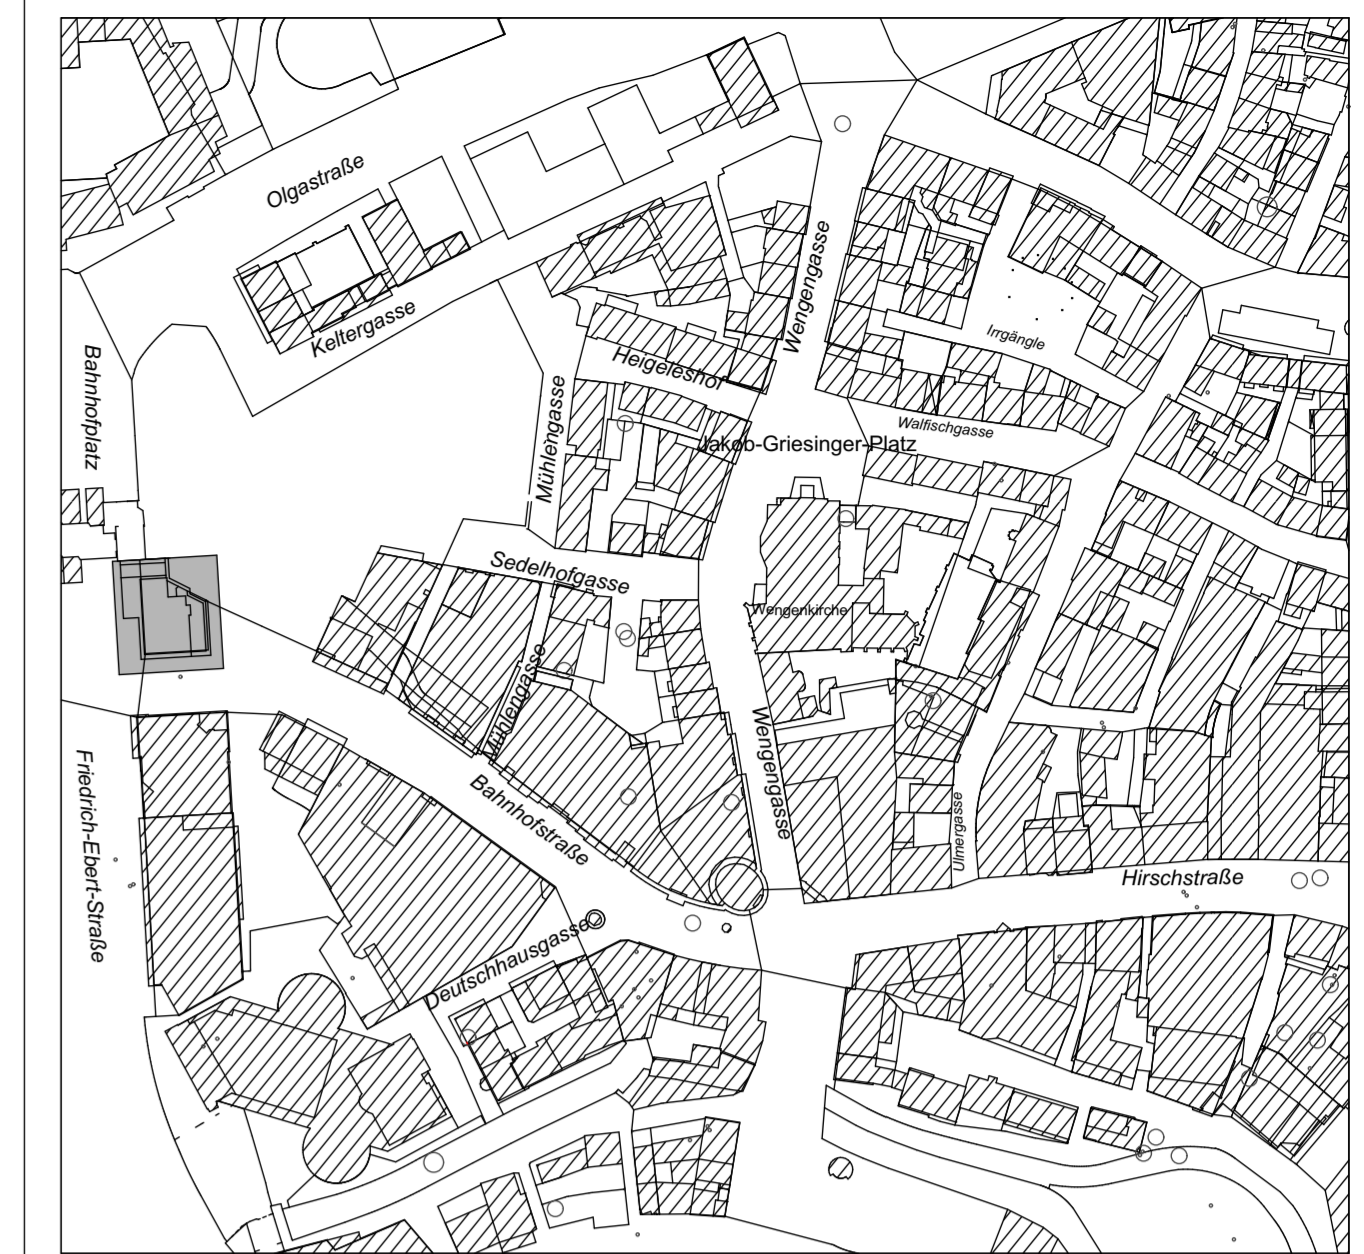 Olgastraße
Keltergasse
Wengengasse
Irrgängle
Bahnhofplatz
Heigeleshof
Mühlengasse
Walfischgasse
Jakob-Griesinger-Platz
Sedelhofgasse
Wengenkirche
Mühlengasse
Wengengasse
Friedrich-Ebert-Straße
Bahnhofstraße
Ulmergasse
Hirschstraße
Deutschhausgasse